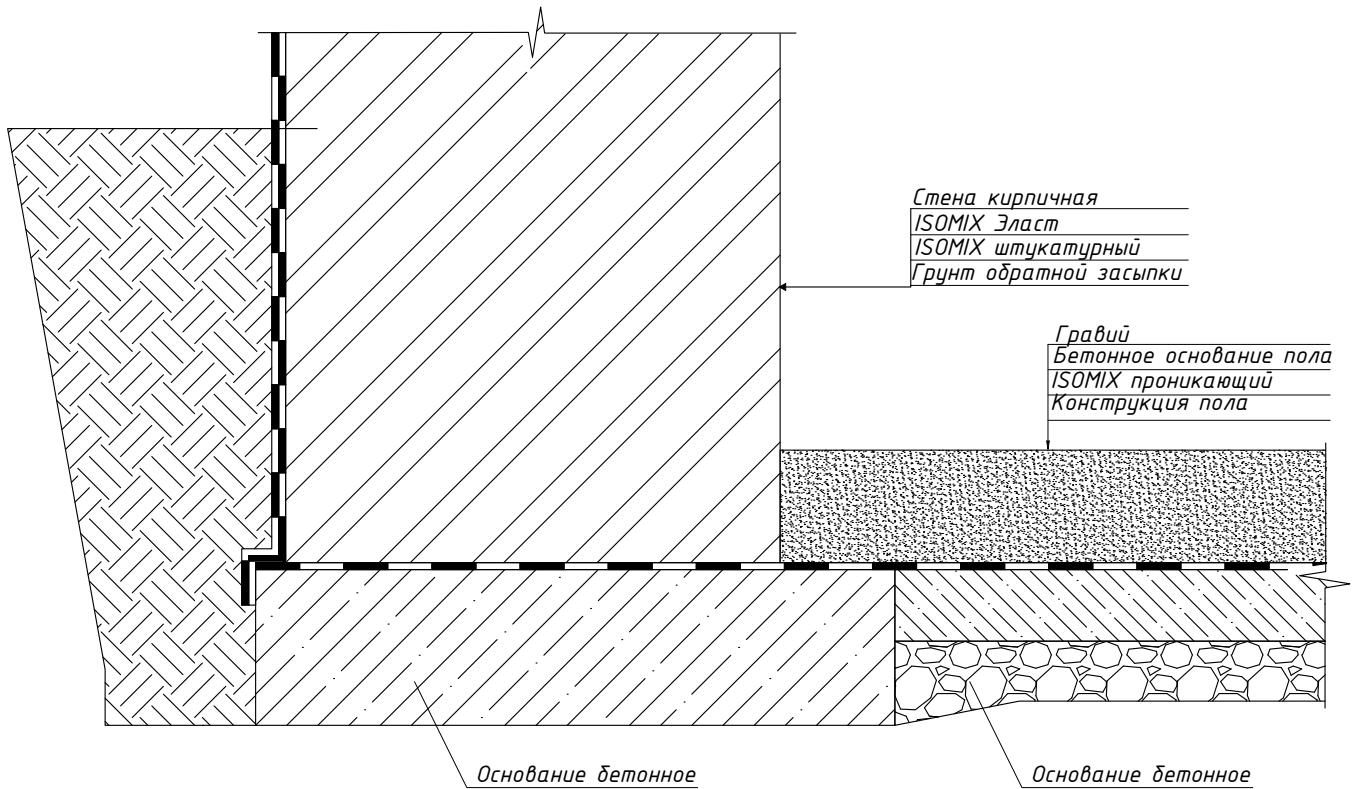 Стена кирпичная
ISOMIX Эласт
ISOMIX штукатурный
Грунт обратной засыпки
Гравий
Бетонное основание пола
ISOMIX проникающий
Конструкция пола
Основание бетонное
Основание бетонное